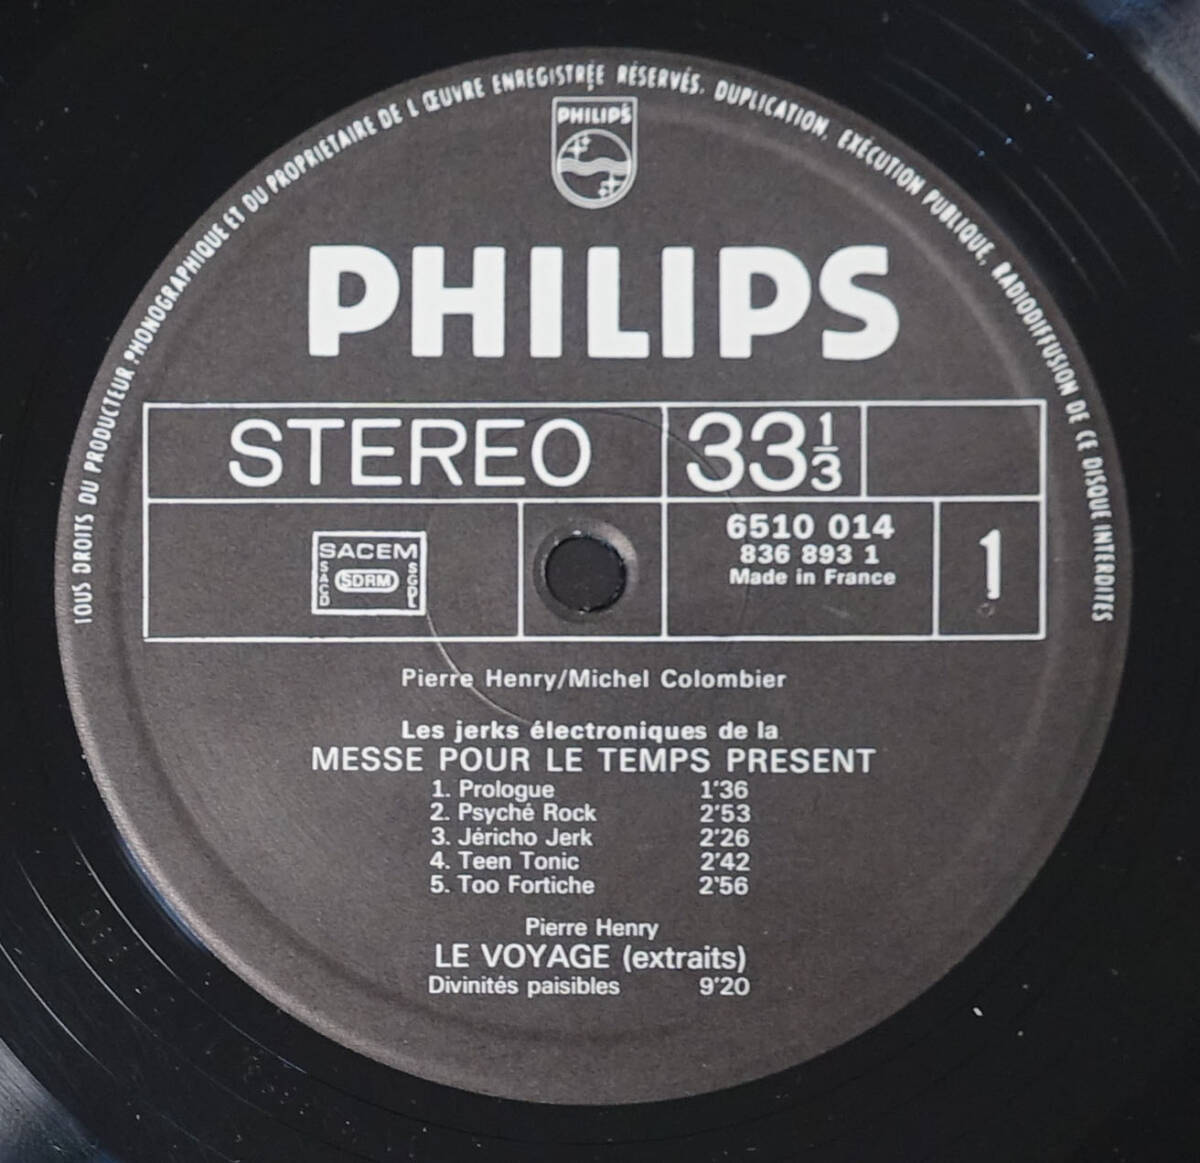 TOUS DROITS DU PRODUCTEUR PHONOGRAPHIQUE ET DU PROPRIÉTAIRE DE L'ŒUVRE ENREGISTRÉE RÉSERVÉS. DUPLICATION, EXÉCUTION PUBLIQUE, RADIODIFFUSION DE CE DISQUE INTERDITES
PHILIPS
PHILIPS
STEREO 33 1/3
SACEM
SACD SDRM SGDL
6510 014
836 893 1
Made in France
1
Pierre Henry/Michel Colombier
Les jerks électroniques de la
MESSE POUR LE TEMPS PRESENT
1. Prologue 1'36
2. Psyché Rock 2'53
3. Jéricho Jerk 2'26
4. Teen Tonic 2'42
5. Too Fortiche 2'56
Pierre Henry
LE VOYAGE (extraits)
Divinités paisibles 9'20